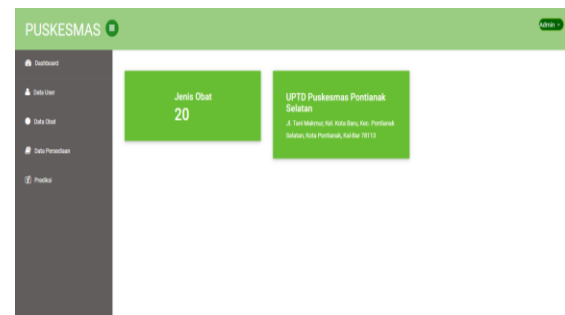 PUSKESMAS
Admin
Dashboard
Data User
Data Obat
Data Persediaan
Prediksi
Jenis Obat
20
UPTD Puskesmas Pontianak
Selatan
Jl. Tani Makmur, Kel. Kota Baru, Kec. Pontianak
Selatan, Kota Pontianak, Kal-Bar 78113